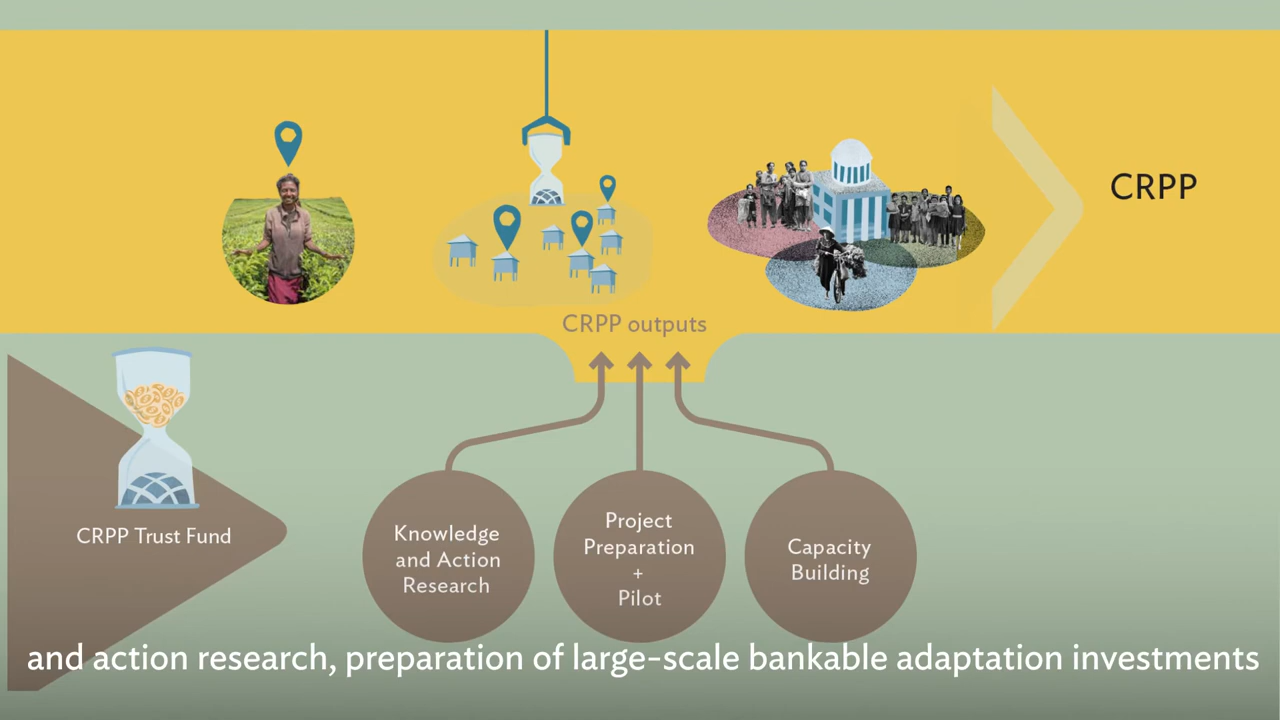 CRPP
CRPP outputs
CRPP Trust Fund
Knowledge
and Action
Research
Project
Preparation
+
Pilot
Capacity
Building
and action research, preparation of large-scale bankable adaptation investments